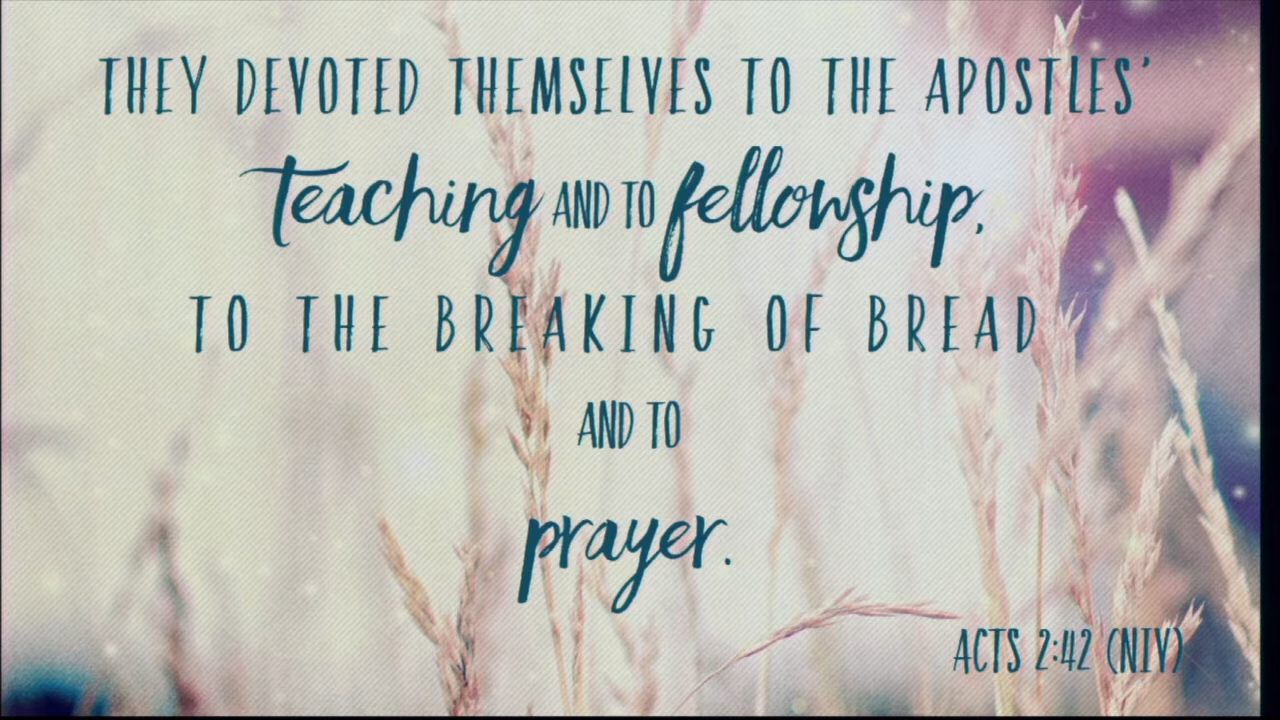 THEY DEVOTED THEMSELVES TO THE APOSTLES'
teaching AND TO fellowship,
TO THE BREAKING OF BREAD
AND TO
prayer.
ACTS 2:42 (NIV)